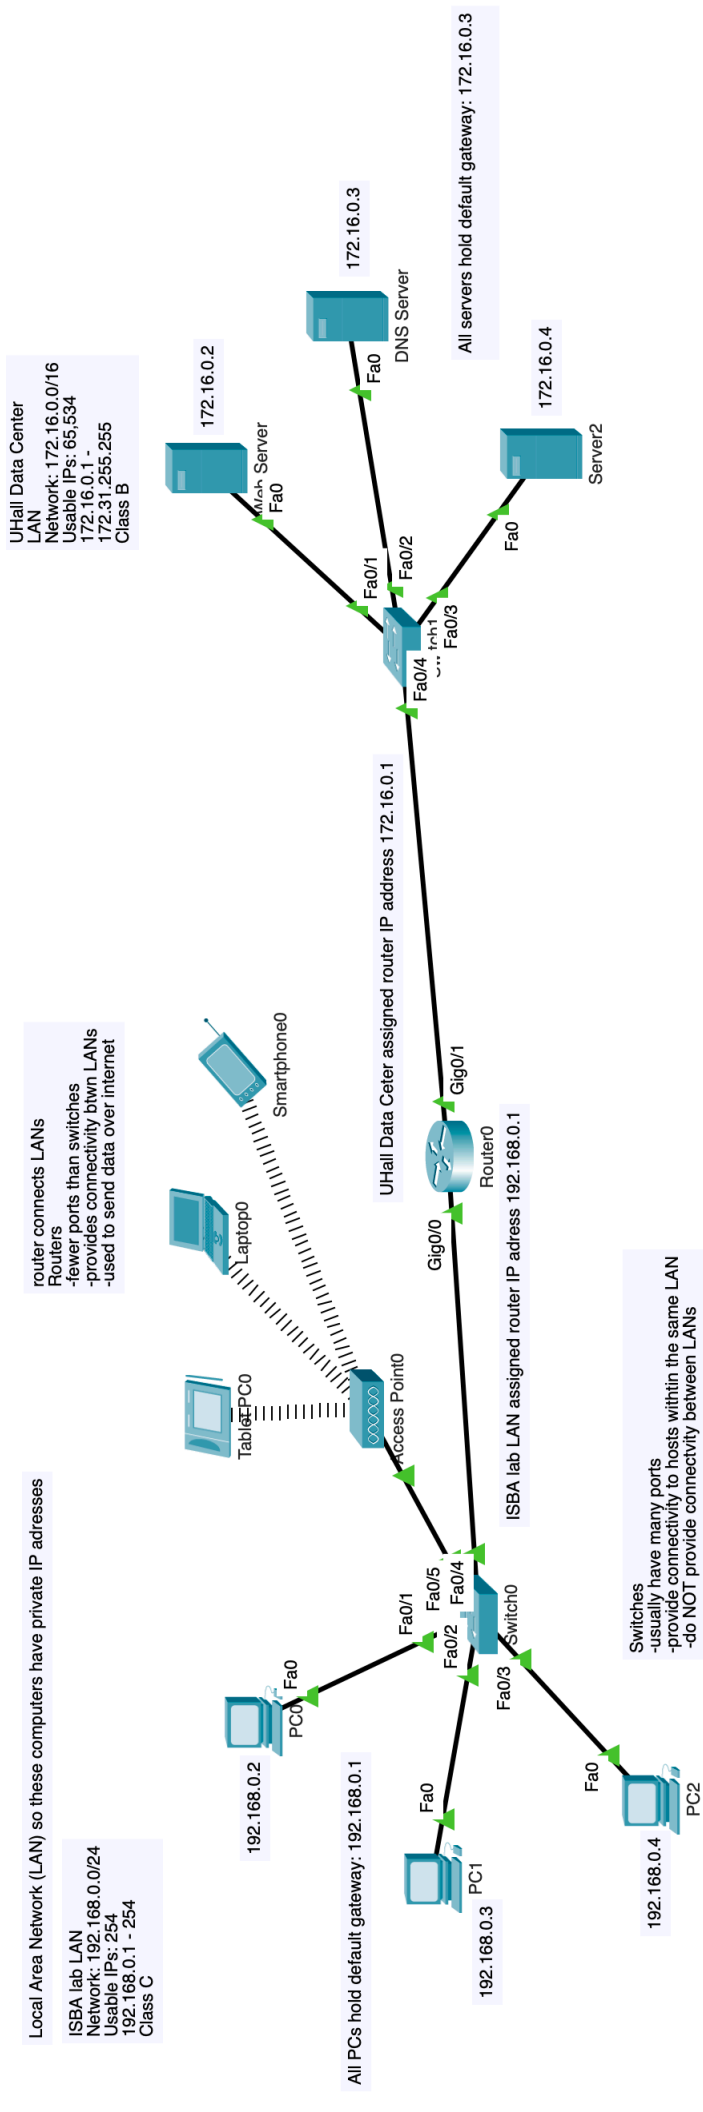 Local Area Network (LAN) so these computers have private IP adresses
ISBA lab LAN
Network: 192.168.0.0/24
Usable IPs: 254
192.168.0.1 - 254
Class C
router connects LANs
Routers
-fewer ports than switches
-provides connectivity btwn LANs
-used to send data over internet
UHall Data Center
LAN
Network: 172.16.0.0/16
Usable IPs: 65,534
172.16.0.1 -
172.31.255.255
Class B
192.168.0.2
PC0
Fa0
Tablet PC0
Laptop0
Smartphone0
172.16.0.2
Web Server
Fa0
172.16.0.3
DNS Server
Fa0
All PCs hold default gateway: 192.168.0.1
Fa0/1
Fa0/5
Fa0/4
Fa0/2
Fa0/3
Switch0
Access Point0
UHall Data Ceter assigned router IP address 172.16.0.1
Gig0/0
Gig0/1
Router0
Fa0/1
Fa0/2
Fa0/4
Fa0/3
Switch1
All servers hold default gateway: 172.16.0.3
Fa0
PC1
192.168.0.3
ISBA lab LAN assigned router IP adress 192.168.0.1
Fa0
172.16.0.4
Server2
Fa0
PC2
192.168.0.4
Switches
-usually have many ports
-provide connectivity to hosts withtin the same LAN
-do NOT provide connectvity between LANs